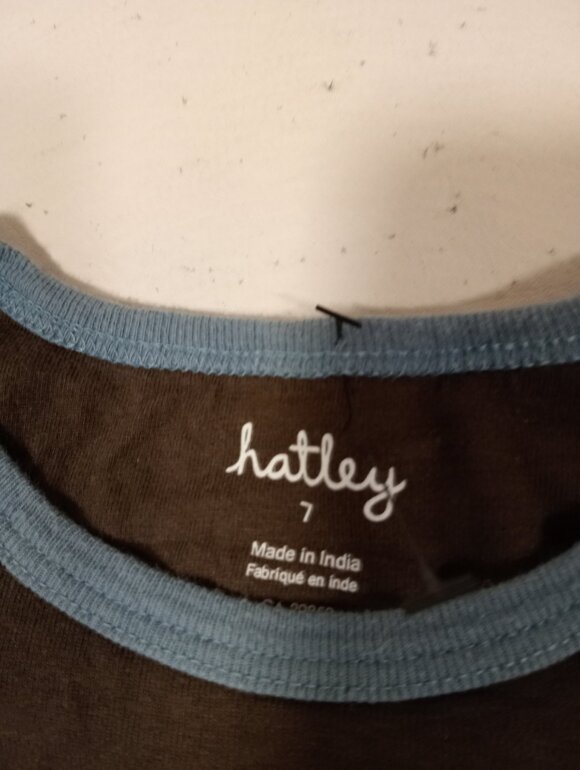 hatley
7
Made in India
Fabriqué en inde